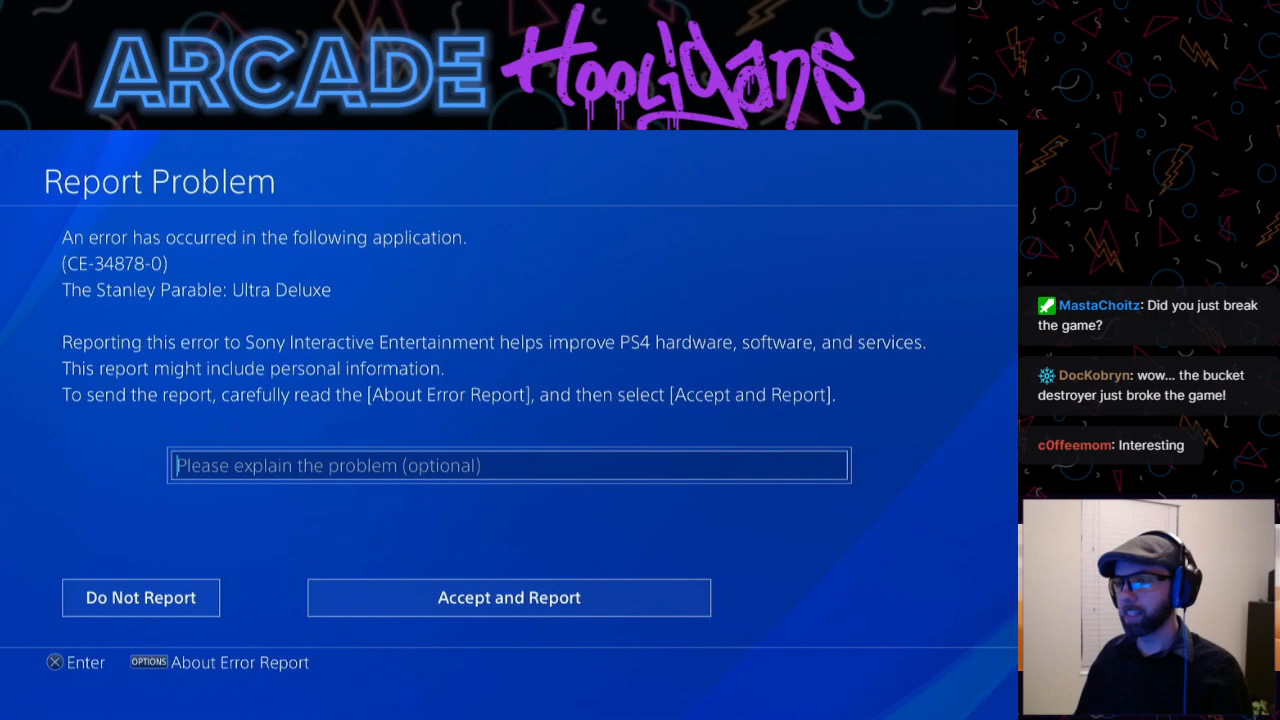 ARCADE Hooligans
Report Problem
An error has occurred in the following application.
(CE-34878-0)
The Stanley Parable: Ultra Deluxe
Reporting this error to Sony Interactive Entertainment helps improve PS4 hardware, software, and services.
This report might include personal information.
To send the report, carefully read the [About Error Report], and then select [Accept and Report].
Please explain the problem (optional)
Do Not Report
Accept and Report
Enter
OPTIONS About Error Report
MastaChoitz: Did you just break
the game?
DocKobryn: wow... the bucket
destroyer just broke the game!
c0ffeemom: Interesting